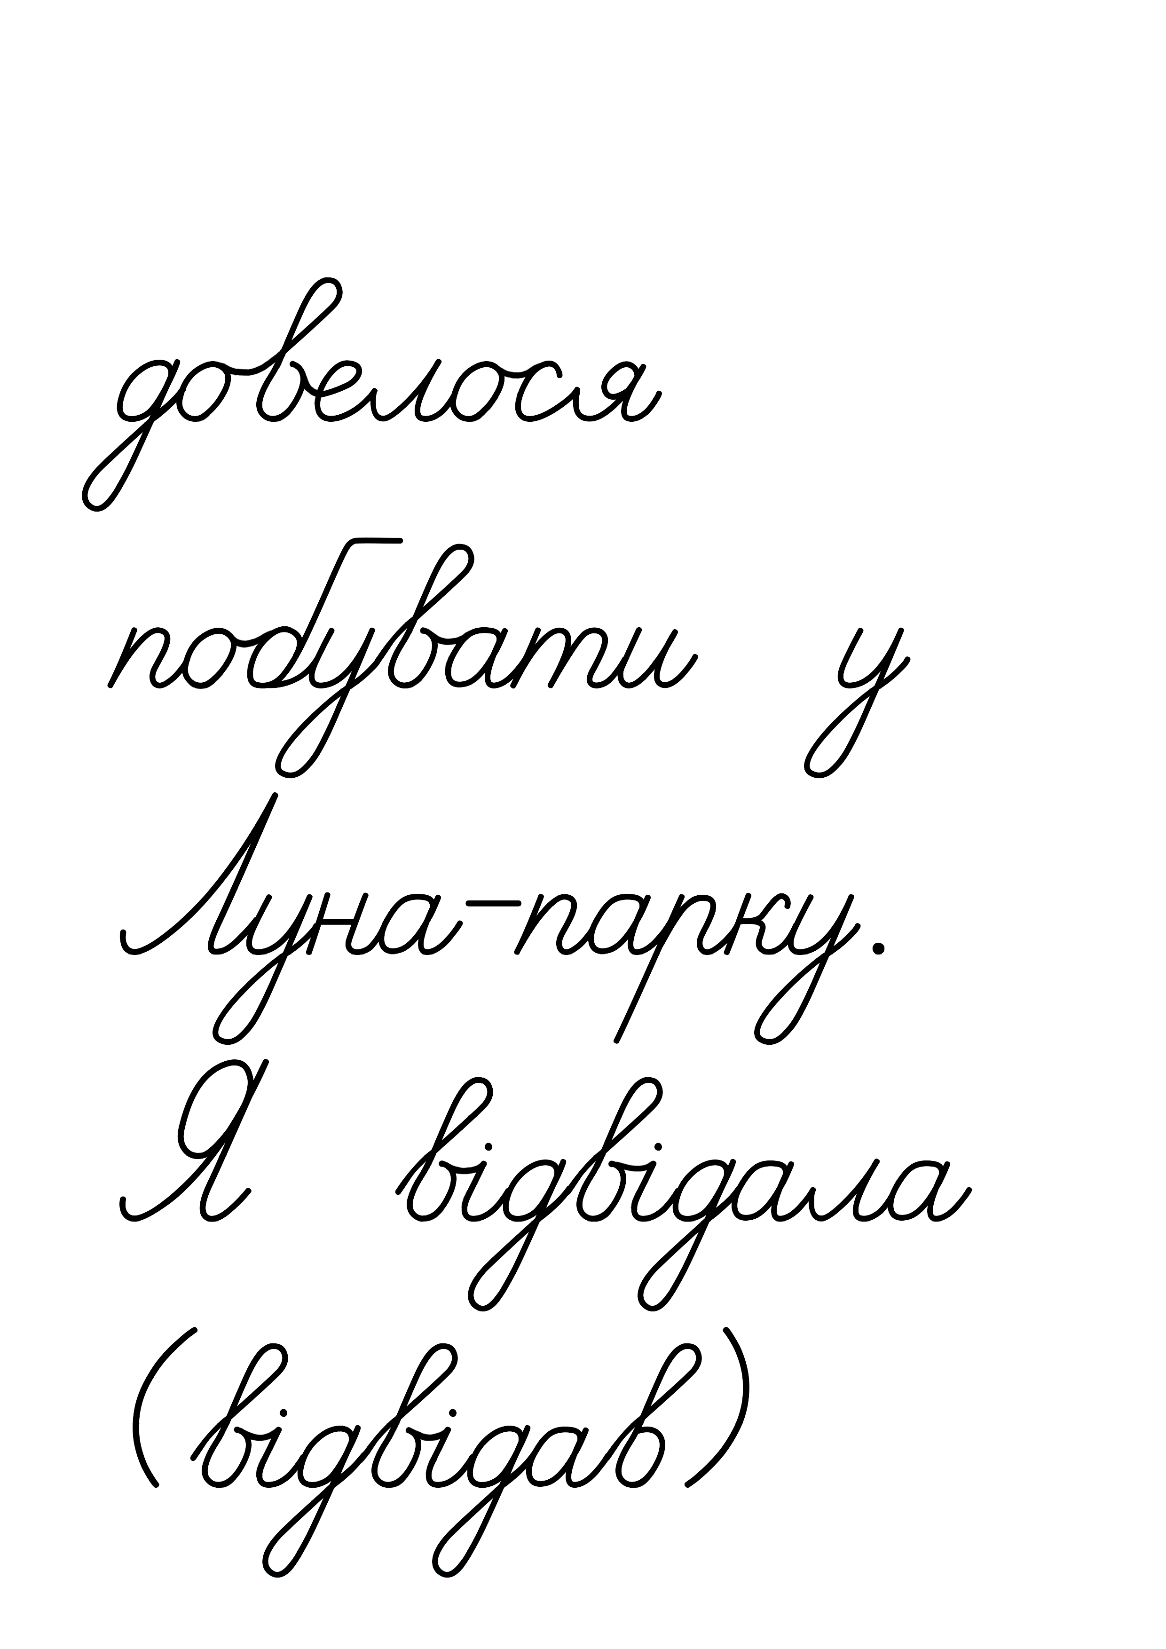 довелося
побувати у
Луна-парку.
Я відвідала
(відвідав)